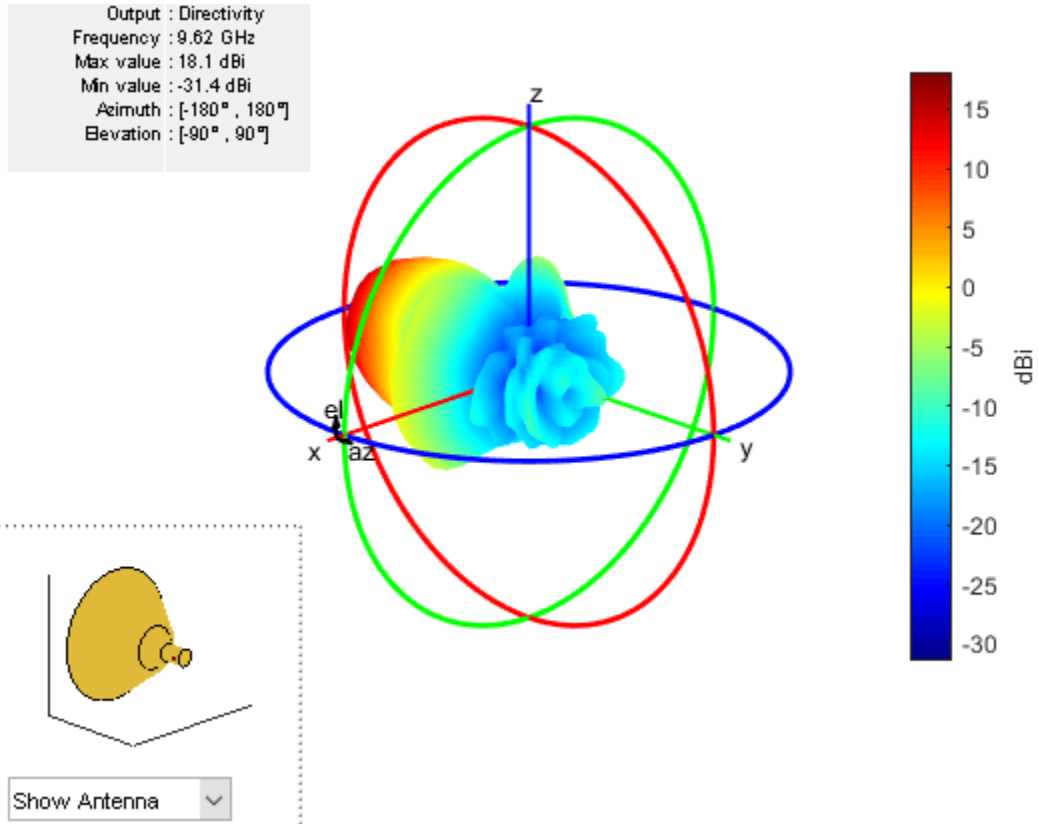 Output : Directivity
Frequency : 9.62 GHz
Max value : 18.1 dBi
Min value : -31.4 dBi
Azimuth : [-180° , 180°]
Elevation : [-90° , 90°]
z
el
x
az
y
15
10
5
0
-5
-10
-15
-20
-25
-30
dBi
Show Antenna